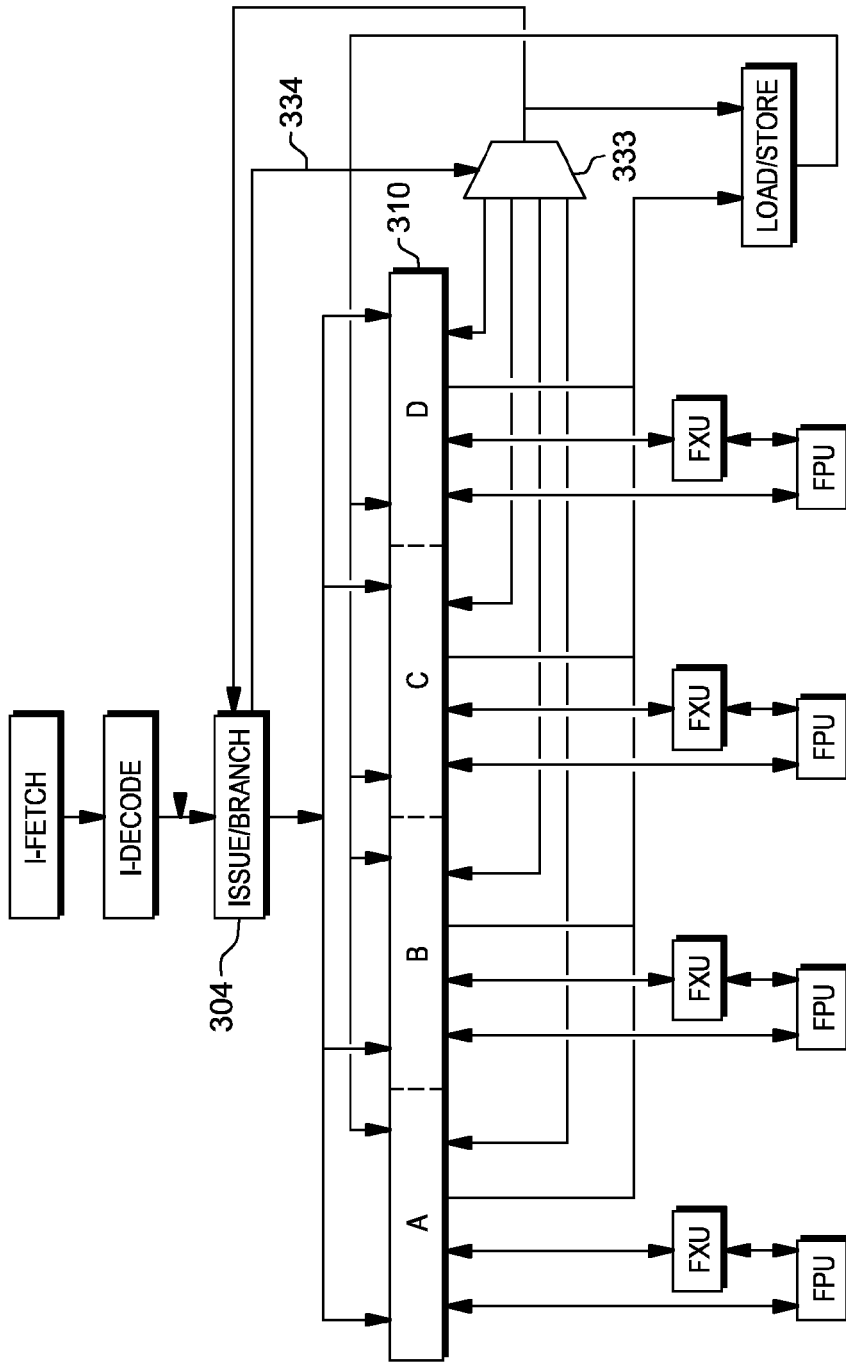 I-FETCH
I-DECODE
ISSUE/BRANCH
304
334
310
333
A
B
C
D
FXU
FXU
FXU
FXU
FPU
FPU
FPU
FPU
LOAD/STORE